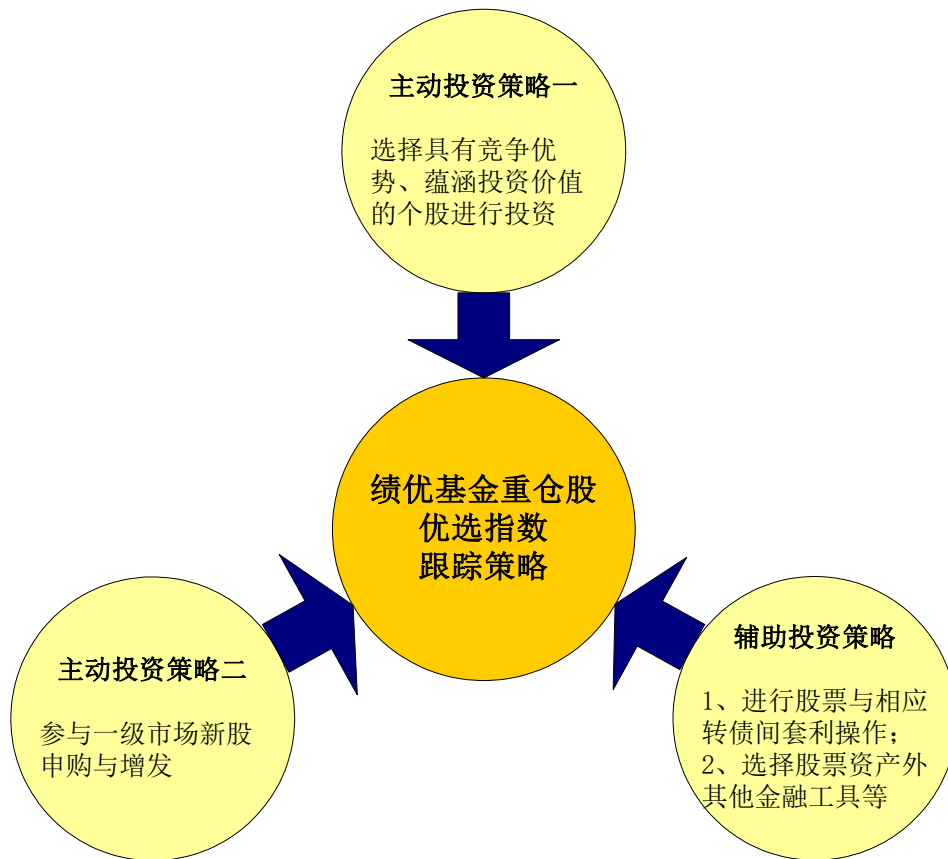 主动投资策略一
选择具有竞争优
势、蕴涵投资价值
的个股进行投资
绩优基金重仓股
优选指数
跟踪策略
主动投资策略二
参与一级市场新股
申购与增发
辅助投资策略
1、进行股票与相应
转债间套利操作；
2、选择股票资产外
其他金融工具等